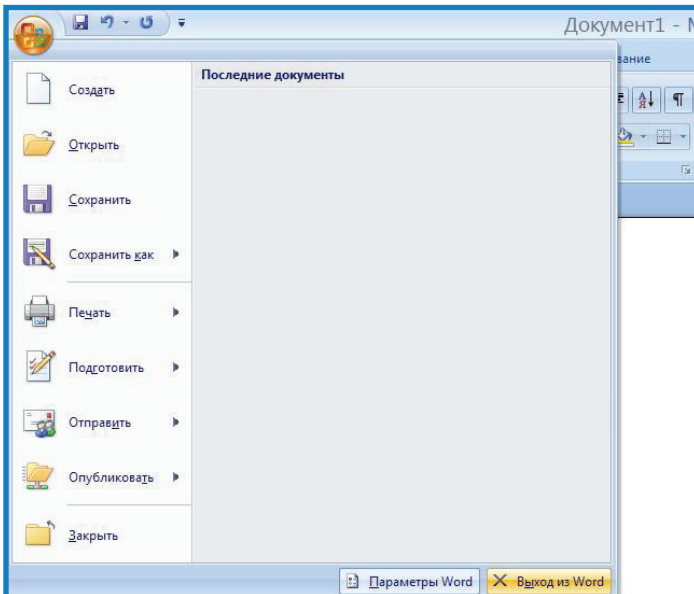 Документ1 -
вание
Последние документы
Создать
Открыть
Сохранить
Сохранить как
Печать
Подготовить
Отправить
Опубликовать
Закрыть
Параметры Word
Выход из Word